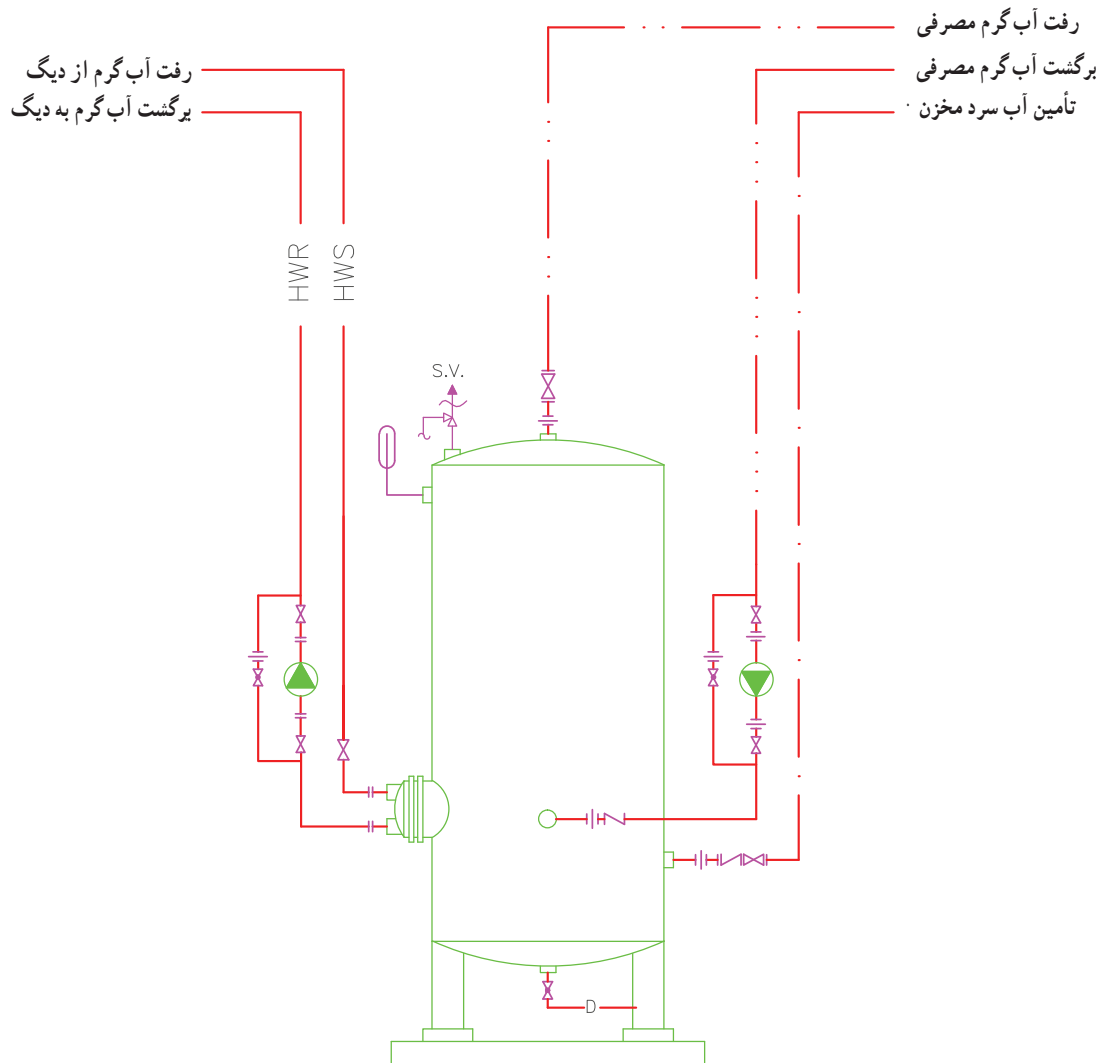 رفت آب گرم مصرفی
برگشت آب گرم مصرفی
تأمین آب سرد مخزن
رفت آب گرم از دیگ
برگشت آب گرم به دیگ
HWR
HWS
S.V.
D